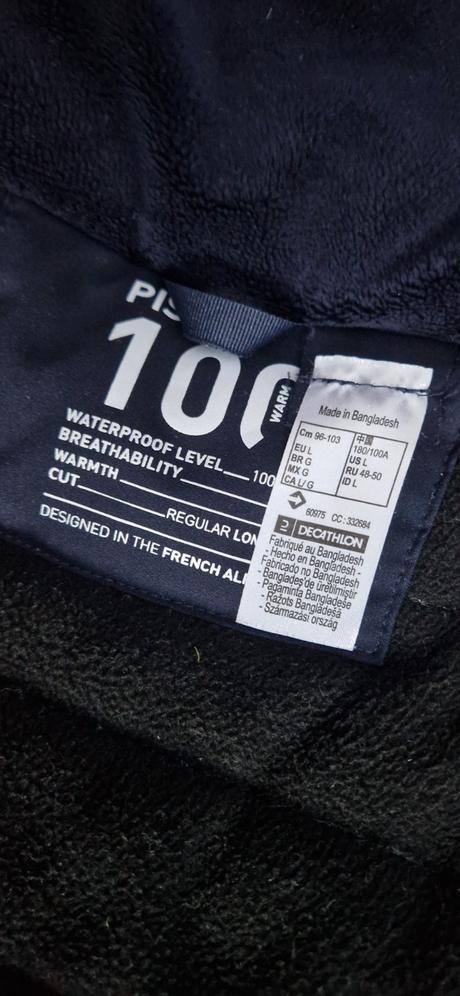 PIS
100
WARM
WATERPROOF LEVEL 100
BREATHABILITY
WARMTH
CUT REGULAR LON
DESIGNED IN THE FRENCH AL
Made in Bangladesh
Cm 96-103
EU L
BR G
MX G
CA L/G
中国
180/100A
US L
RU 48-50
ID L
60975 CC: 332684
DECATHLON
Fabriqué au Bangladesh
- Hecho en Bangladesh -
Fabricado no Bangladesh
- Bangladeş'de üretilmiştir
- Pagaminta Bangladeše
- Ražots Bangladešā
- Származási ország